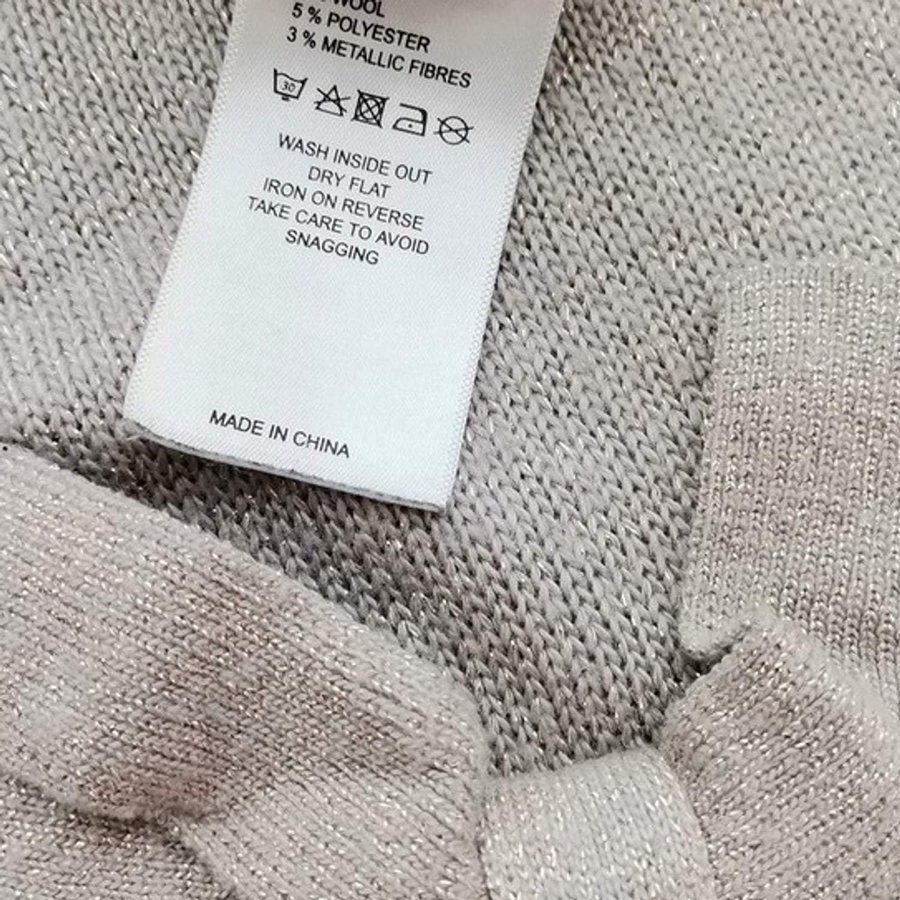 WOOL
5 % POLYESTER
3 % METALLIC FIBRES
30
WASH INSIDE OUT
DRY FLAT
IRON ON REVERSE
TAKE CARE TO AVOID
SNAGGING
MADE IN CHINA